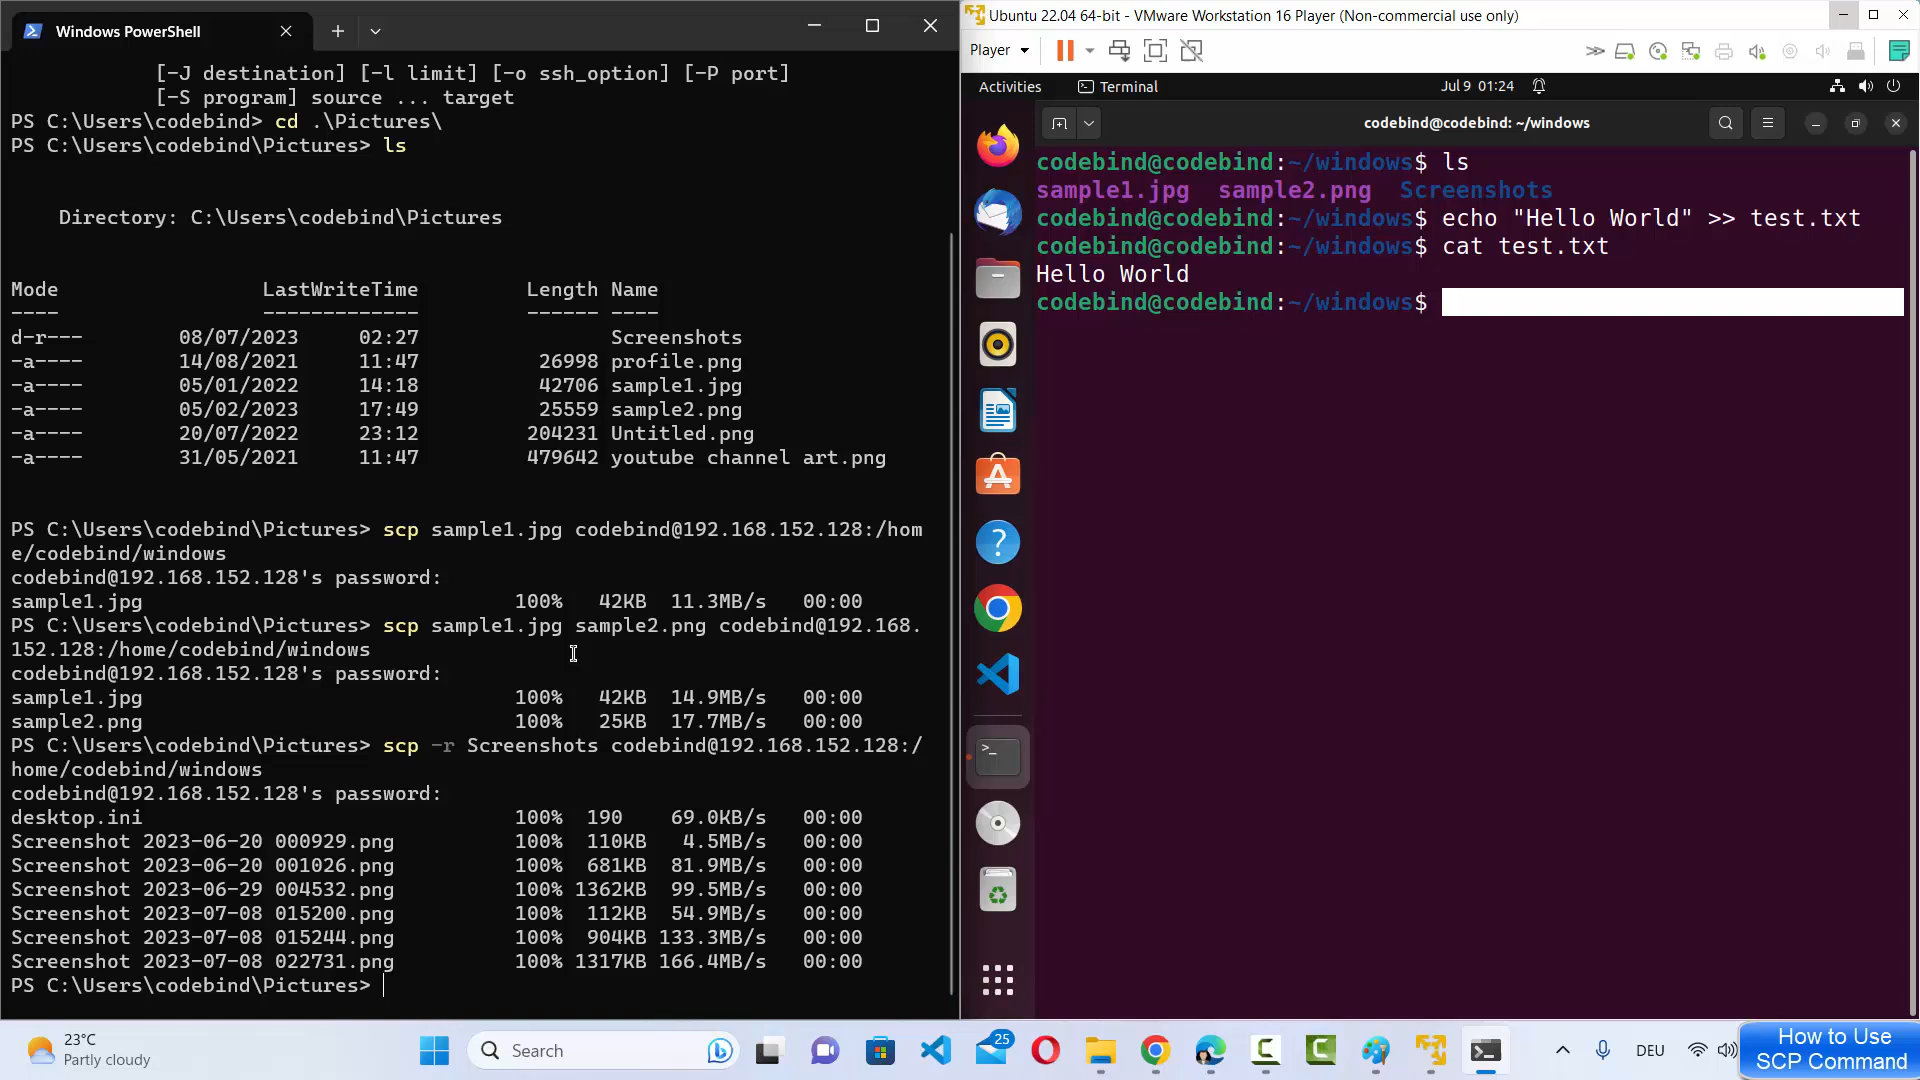 Windows PowerShell
[-J destination] [-l limit] [-o ssh_option] [-P port]
[-S program] source ... target
PS C:\Users\codebind> cd .\Pictures\
PS C:\Users\codebind\Pictures> ls
Directory: C:\Users\codebind\Pictures
Mode LastWriteTime Length Name
---- ------------- ------ ----
d-r--- 08/07/2023 02:27 Screenshots
-a---- 14/08/2021 11:47 26998 profile.png
-a---- 05/01/2022 14:18 42706 sample1.jpg
-a---- 05/02/2023 17:49 25559 sample2.png
-a---- 20/07/2022 23:12 204231 Untitled.png
-a---- 31/05/2021 11:47 479642 youtube channel art.png
PS C:\Users\codebind\Pictures> scp sample1.jpg codebind@192.168.152.128:/hom
e/codebind/windows
codebind@192.168.152.128's password:
sample1.jpg 100% 42KB 11.3MB/s 00:00
PS C:\Users\codebind\Pictures> scp sample1.jpg sample2.png codebind@192.168.
152.128:/home/codebind/windows
codebind@192.168.152.128's password:
sample1.jpg 100% 42KB 14.9MB/s 00:00
sample2.png 100% 25KB 17.7MB/s 00:00
PS C:\Users\codebind\Pictures> scp -r Screenshots codebind@192.168.152.128:/
home/codebind/windows
codebind@192.168.152.128's password:
desktop.ini 100% 190 69.0KB/s 00:00
Screenshot 2023-06-20 000929.png 100% 110KB 4.5MB/s 00:00
Screenshot 2023-06-20 001026.png 100% 681KB 81.9MB/s 00:00
Screenshot 2023-06-29 004532.png 100% 1362KB 99.5MB/s 00:00
Screenshot 2023-07-08 015200.png 100% 112KB 54.9MB/s 00:00
Screenshot 2023-07-08 015244.png 100% 904KB 133.3MB/s 00:00
Screenshot 2023-07-08 022731.png 100% 1317KB 166.4MB/s 00:00
PS C:\Users\codebind\Pictures>
Ubuntu 22.04 64-bit - VMware Workstation 16 Player (Non-commercial use only)
Player
Activities Terminal Jul 9 01:24
codebind@codebind: ~/windows
codebind@codebind:~/windows$ ls
sample1.jpg sample2.png Screenshots
codebind@codebind:~/windows$ echo "Hello World" >> test.txt
codebind@codebind:~/windows$ cat test.txt
Hello World
codebind@codebind:~/windows$
23°C
Partly cloudy
Search
25
DEU
How to Use
SCP Command